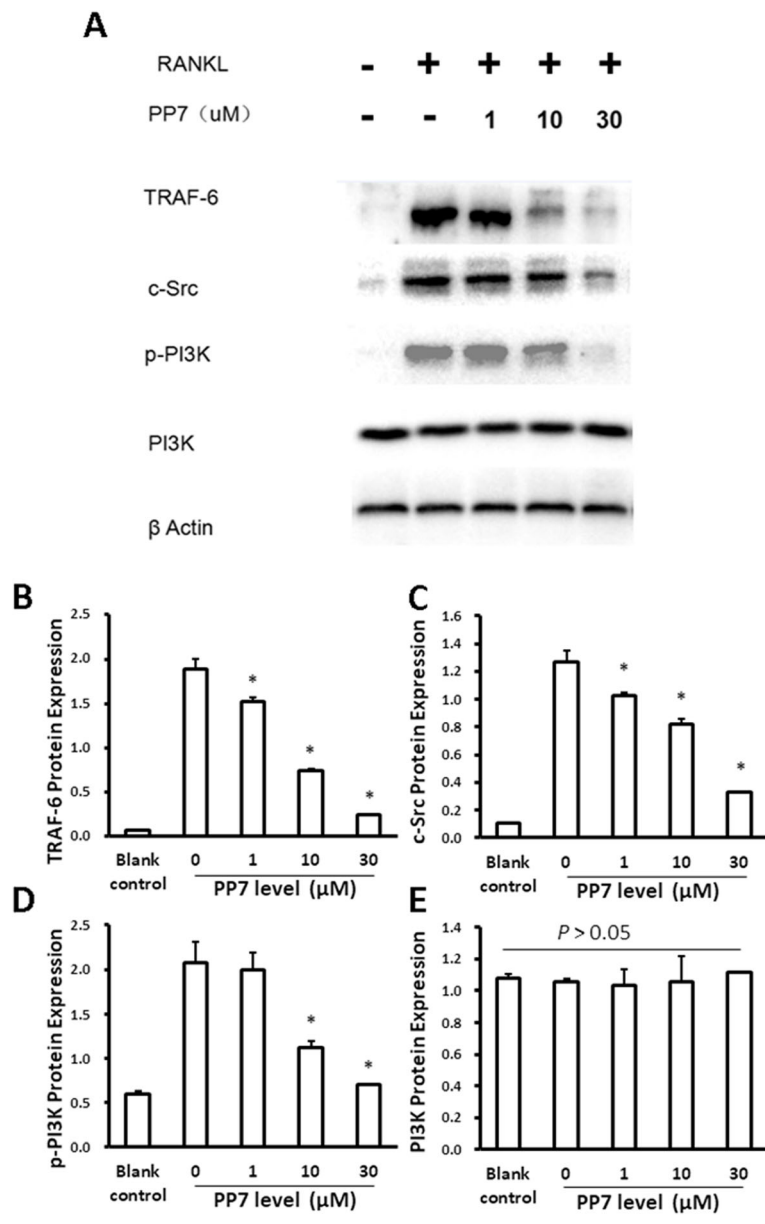 A
RANKL - + + + +
PP7（uM） - - 1 10 30
TRAF-6
c-Src
p-PI3K
PI3K
β Actin
B
TRAF-6 Protein Expression
2.5
2.0
1.5
1.0
0.5
0.0
* * *
Blank control 0 1 10 30
PP7 level (μM)
C
c-Src Protein Expression
1.6
1.4
1.2
1.0
0.8
0.6
0.4
0.2
0.0
* * *
Blank control 0 1 10 30
PP7 level (μM)
D
p-PI3K Protein Expression
2.5
2.0
1.5
1.0
0.5
0.0
* *
Blank control 0 1 10 30
PP7 level (μM)
E
PI3K Protein Expression
1.4
1.2
1.0
0.8
0.6
0.4
0.2
0.0
P > 0.05
Blank control 0 1 10 30
PP7 level (μM)